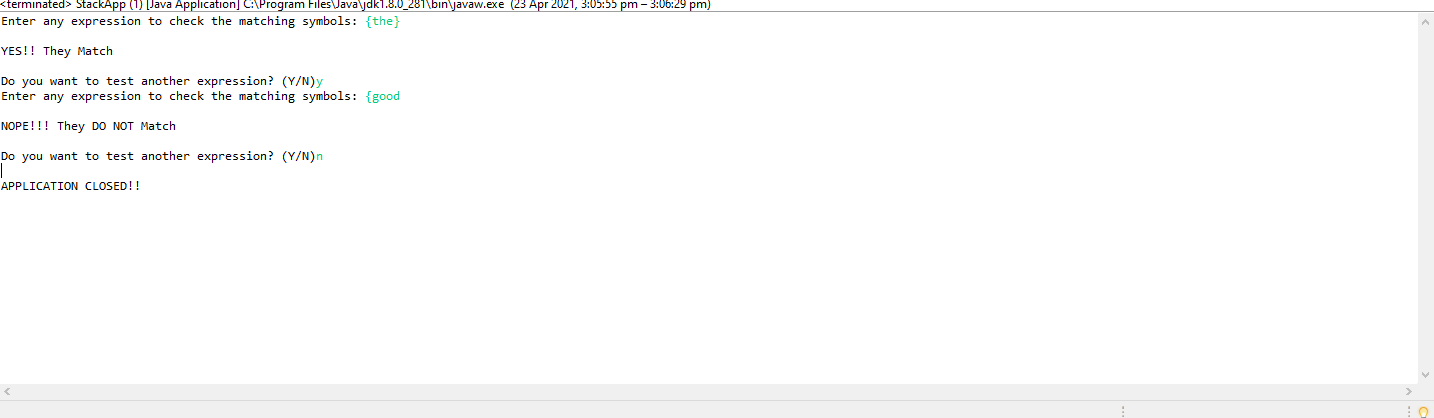 <terminated> StackApp (1) [Java Application] C:\Program Files\Java\jdk1.8.0_281\bin\javaw.exe (23 Apr 2021, 3:05:55 pm – 3:06:29 pm)
Enter any expression to check the matching symbols: {the}
YES!! They Match
Do you want to test another expression? (Y/N)y
Enter any expression to check the matching symbols: {good
NOPE!!! They DO NOT Match
Do you want to test another expression? (Y/N)n
APPLICATION CLOSED!!